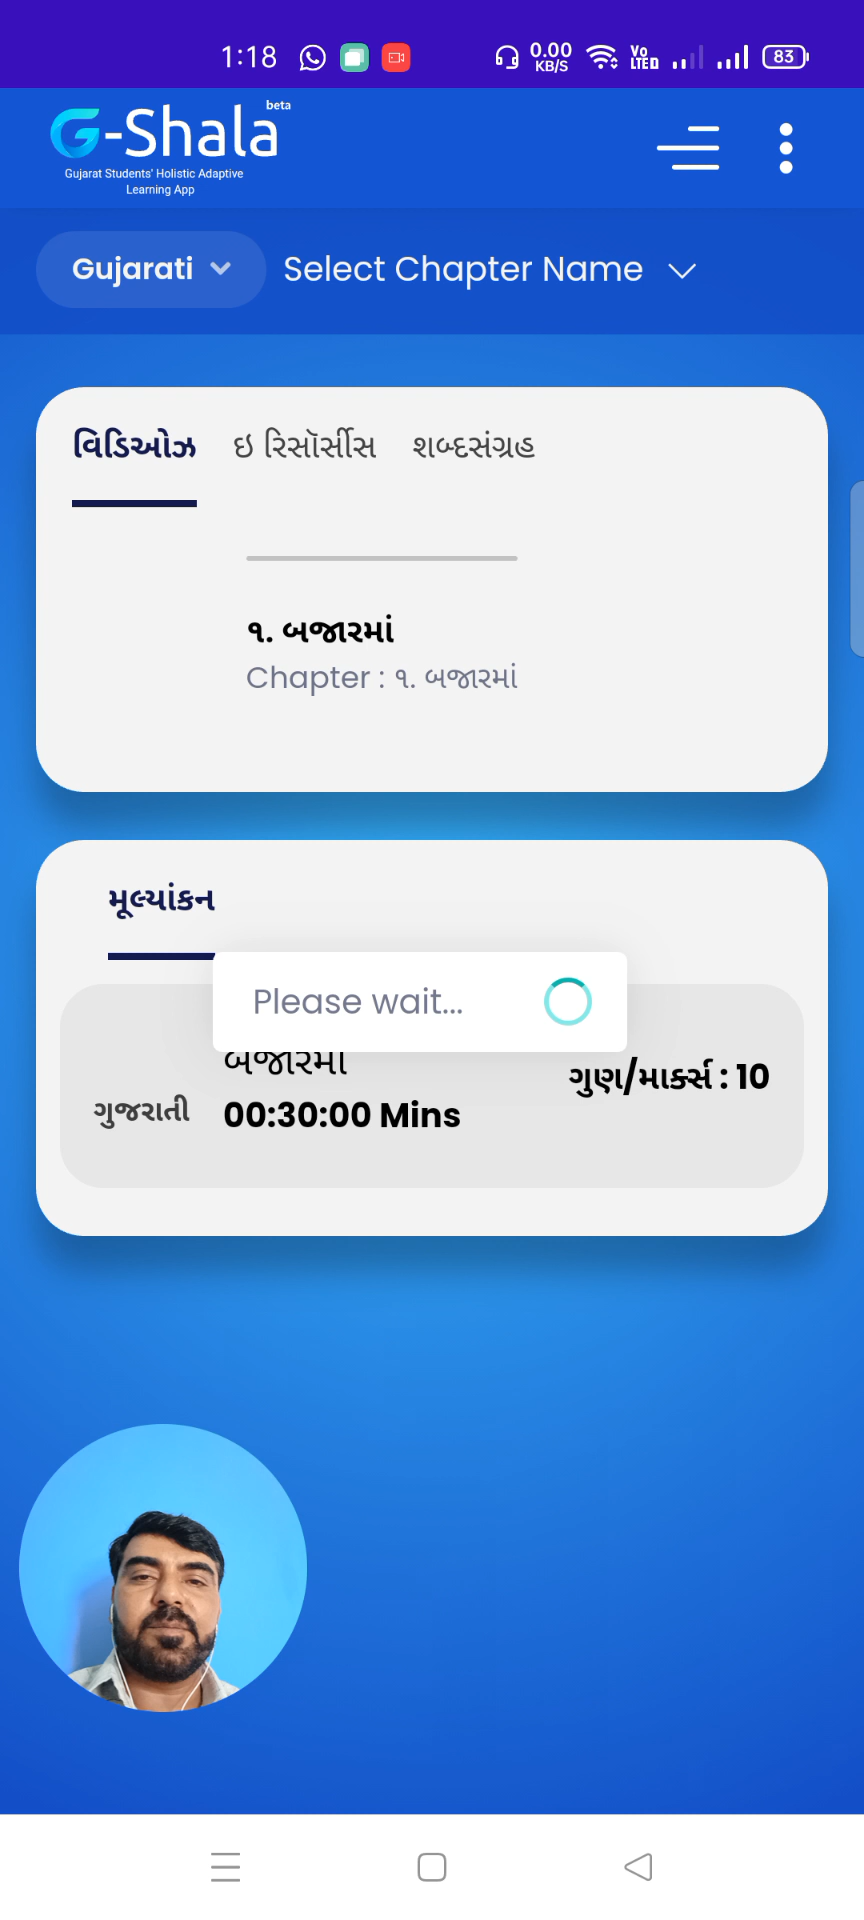 1:18
0.00 KB/S
Vo LTE
83
G-Shala beta
Gujarat Students' Holistic Adaptive
Learning App
Gujarati
Select Chapter Name
વિડિઓઝ
ઇ રિસૉર્સીસ
શબ્દસંગ્રહ
૧. બજારમાં
Chapter : ૧. બજારમાં
મૂલ્યાંકન
Please wait...
બજારમાં
ગુણ/માર્ક્સ : 10
ગુજરાતી
00:30:00 Mins